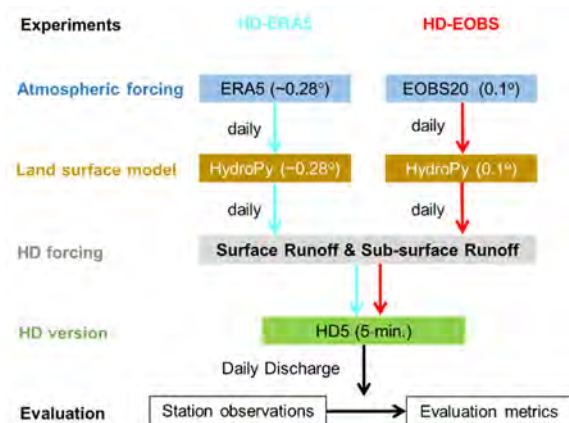 Experiments HD-ERA5 HD-EOBS
Atmospheric forcing ERA5 (~0.28°) EOBS20 (0.1°)
daily daily
Land surface model HydroPy (~0.28°) HydroPy (0.1°)
daily daily
HD forcing Surface Runoff & Sub-surface Runoff
HD version HD5 (5 min.)
Daily Discharge
Evaluation Station observations Evaluation metrics